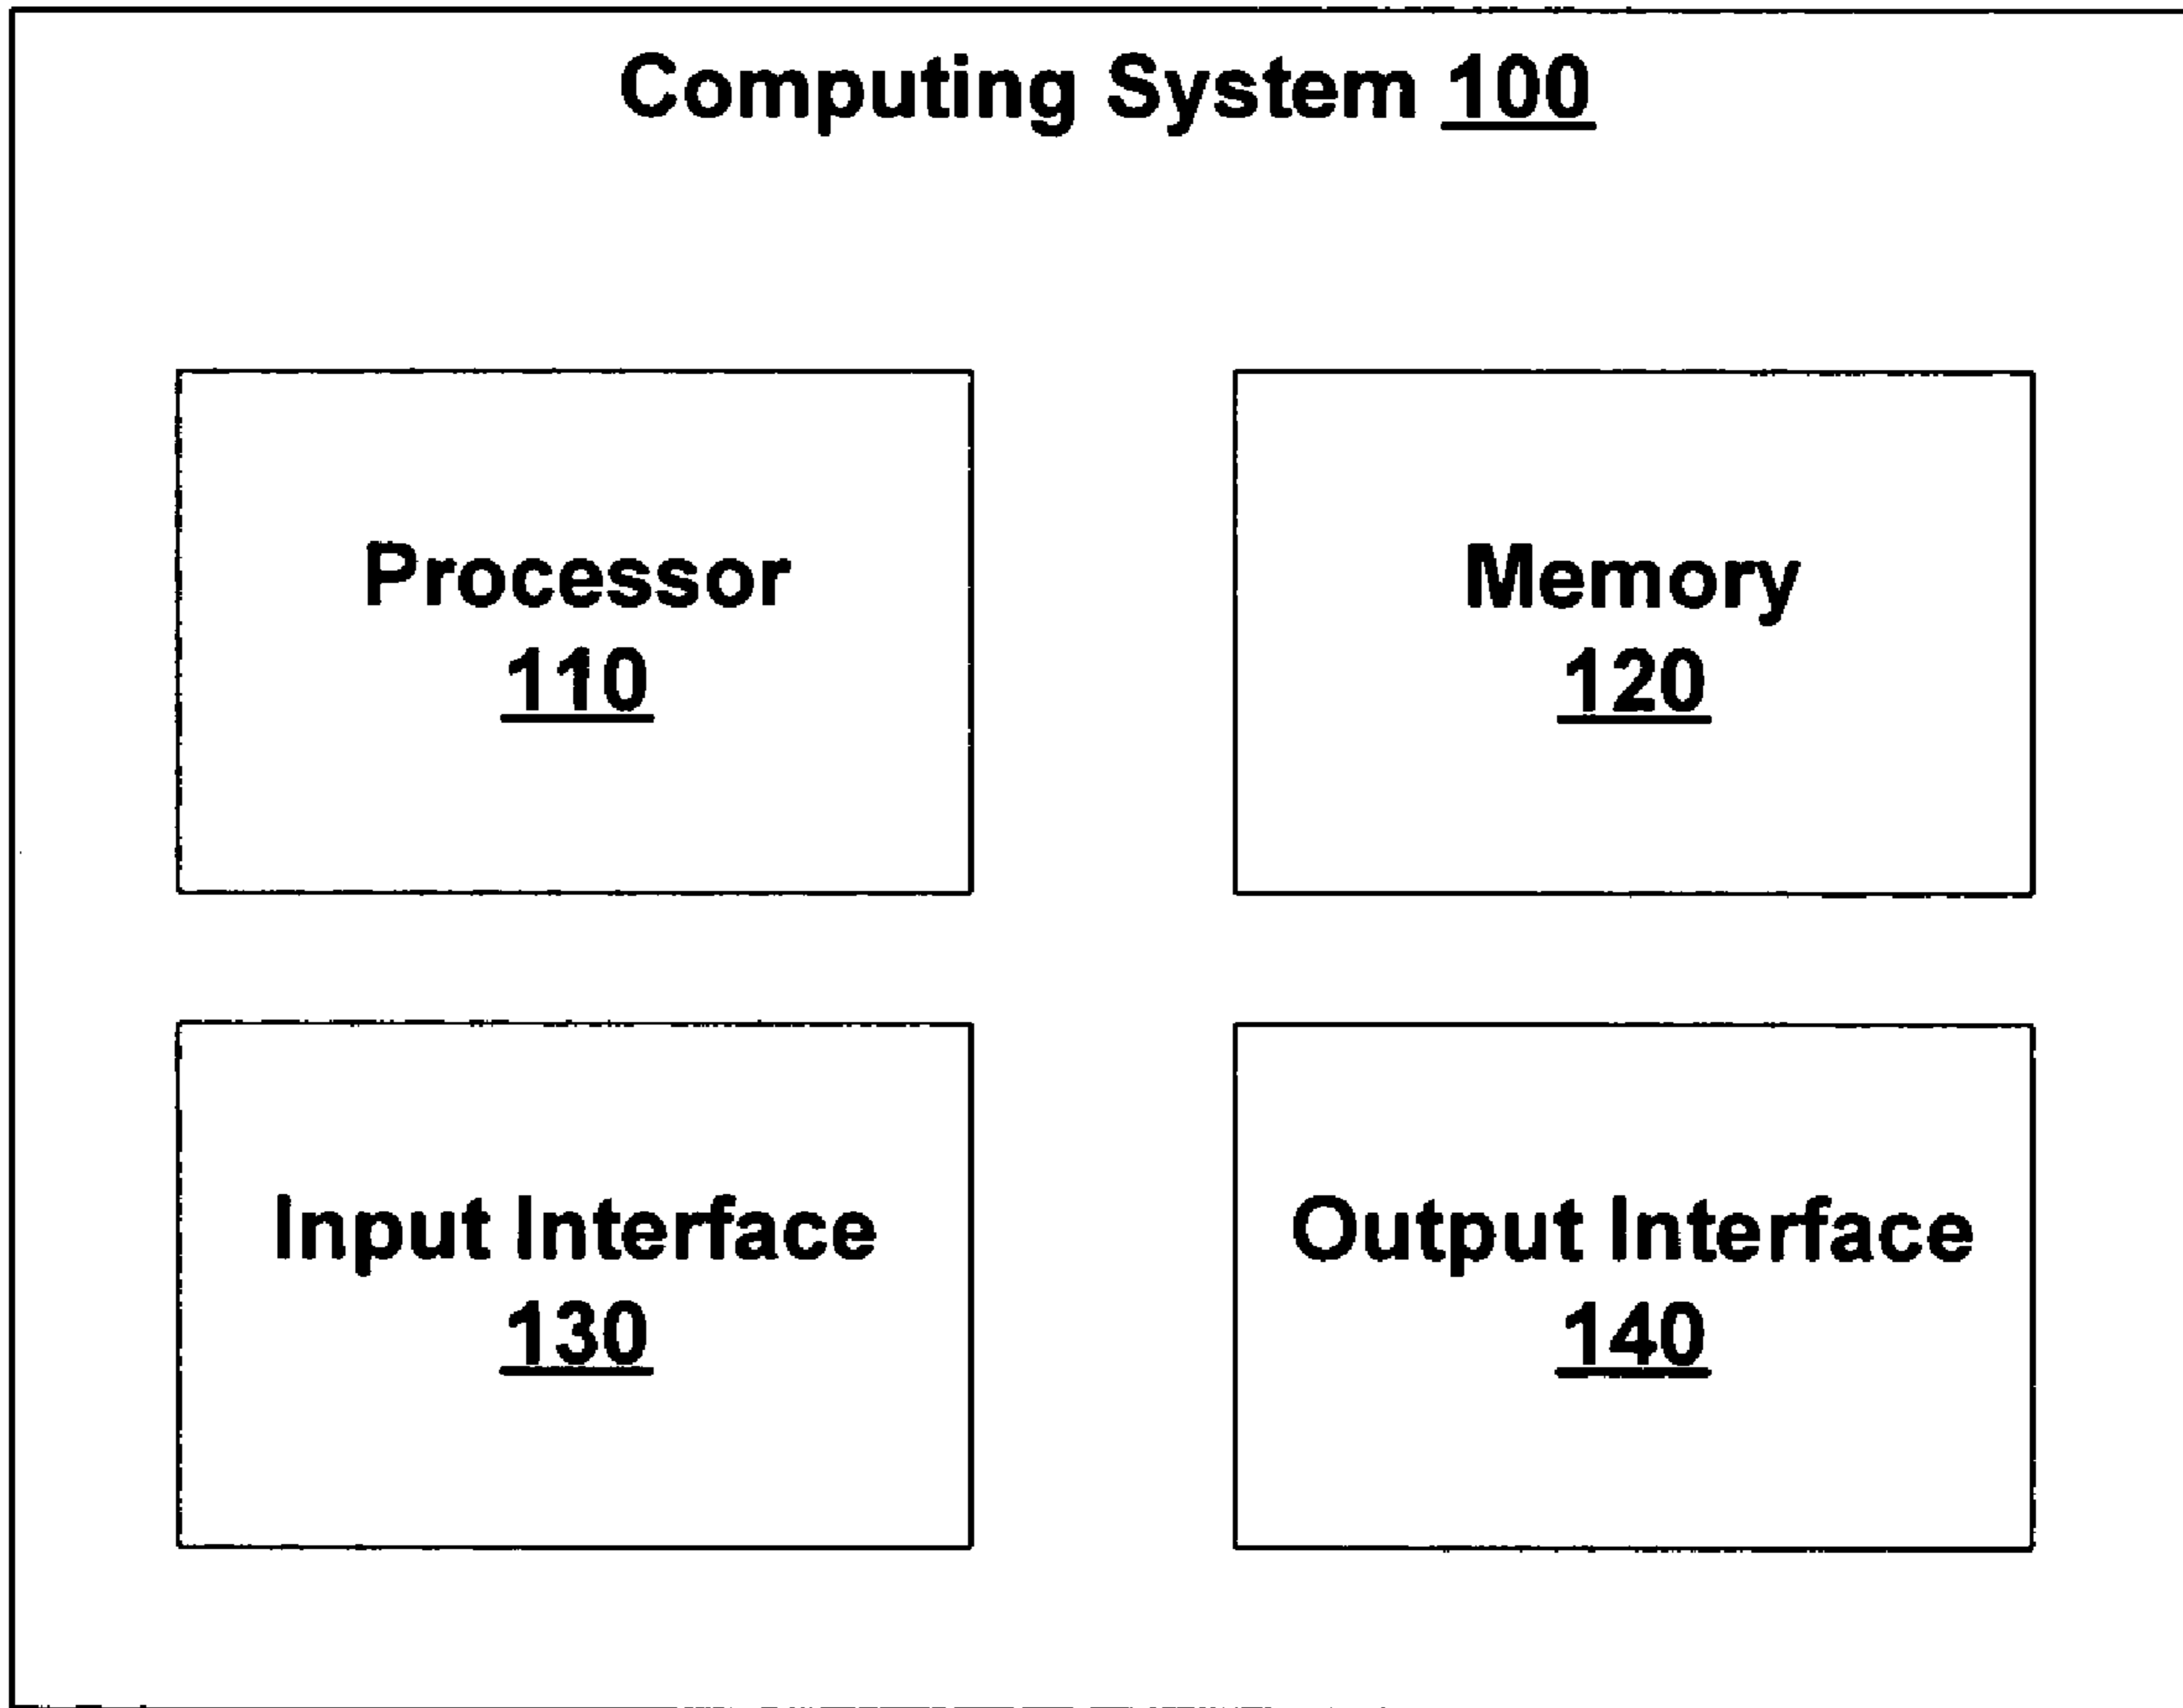 Computing System 100
Processor
110
Memory
120
Input Interface
130
Output Interface
140